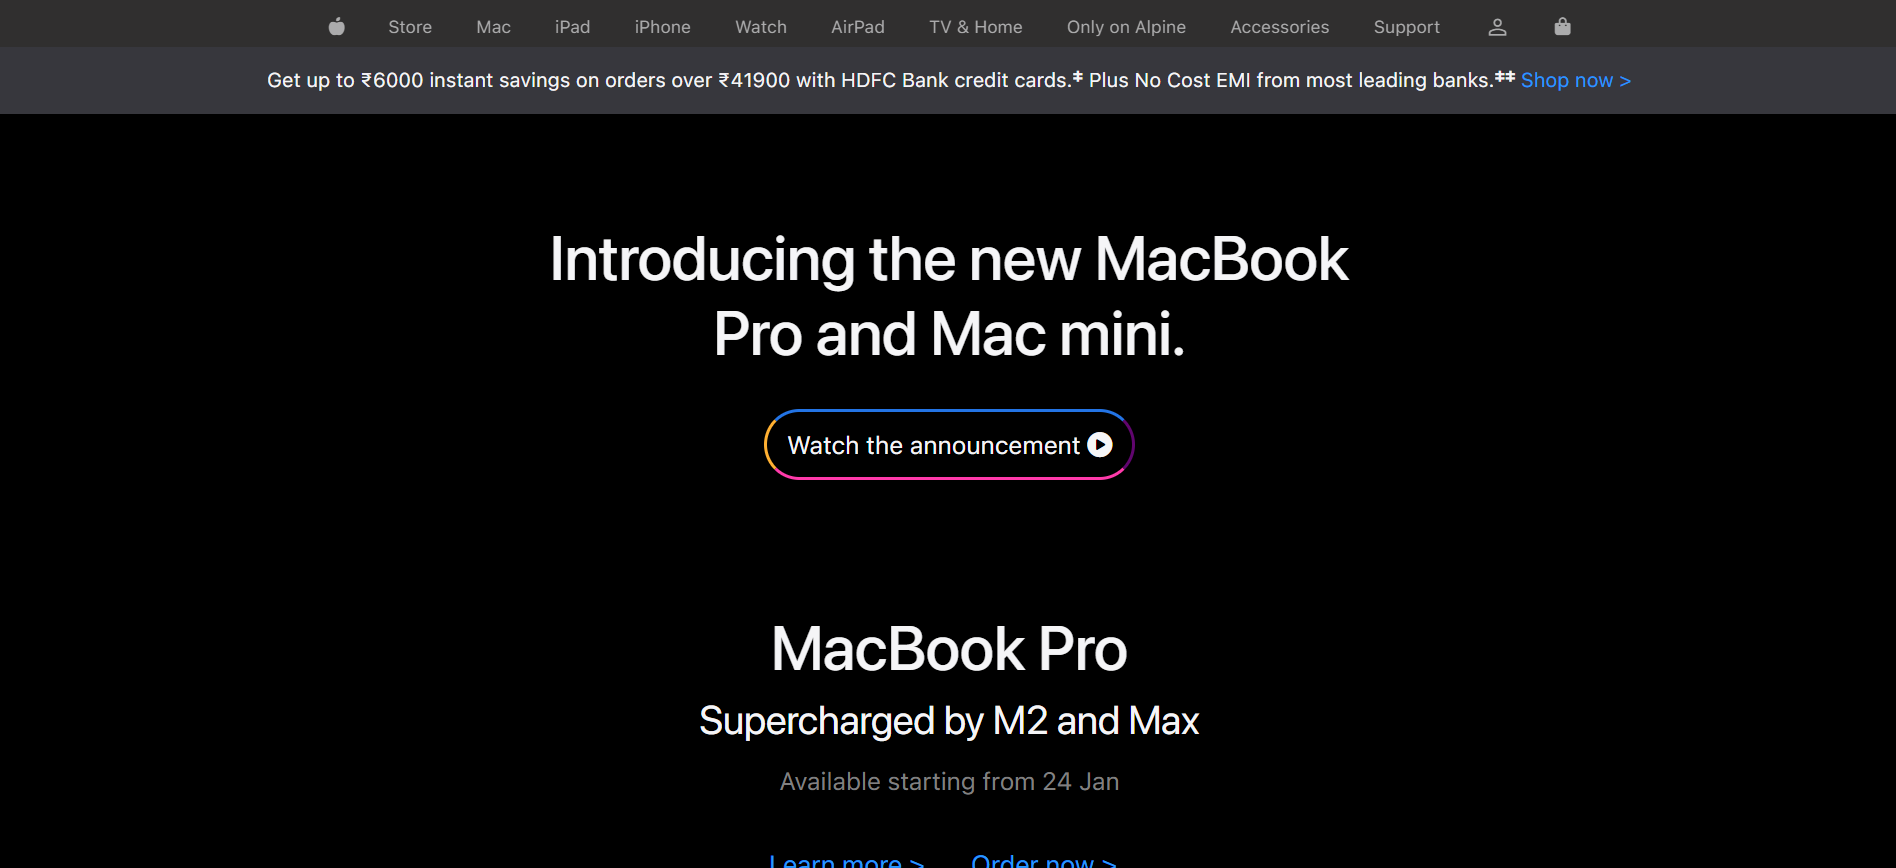 Store Mac iPad iPhone Watch AirPad TV & Home Only on Alpine Accessories Support
Get up to ₹6000 instant savings on orders over ₹41900 with HDFC Bank credit cards.‡ Plus No Cost EMI from most leading banks.‡‡ Shop now >
Introducing the new MacBook
Pro and Mac mini.
Watch the announcement
MacBook Pro
Supercharged by M2 and Max
Available starting from 24 Jan
Learn more > Order now >